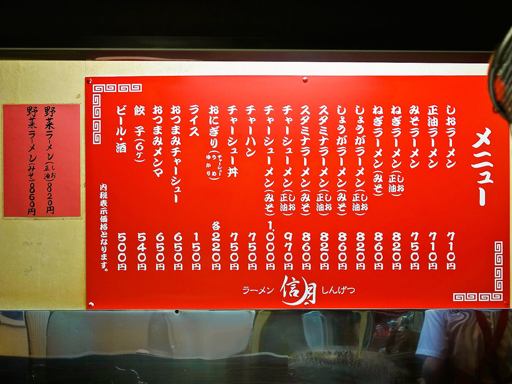 メニュー
しおラーメン 710円
正油ラーメン 710円
みそラーメン 750円
ねぎラーメン(しお正油) 820円
ねぎラーメン(みそ) 860円
しょうがラーメン(しお正油) 820円
しょうがラーメン(みそ) 860円
スタミナラーメン(しお正油) 820円
スタミナラーメン(みそ) 860円
チャーシューメン(しお正油) 970円
チャーシューメン(みそ) 1,000円
チャーハン 750円
チャーシュー丼 750円
おにぎり 各220円
ライス 150円
おつまみチャーシュー 650円
おつまみメンマ 650円
餃子(6ヶ) 540円
ビール・酒 500円
内税表示価格となります。
ラーメン 信月 しんげつ
野菜ラーメン(しお正油)820円
野菜ラーメン(みそ)860円